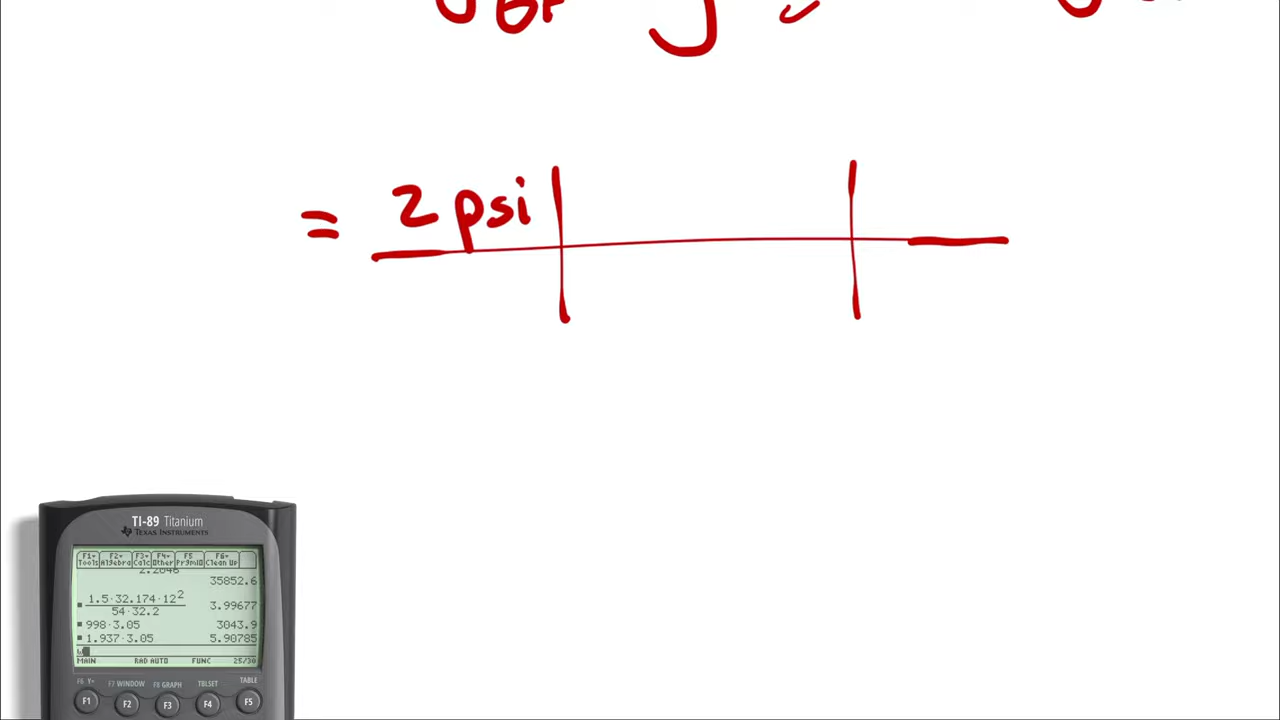 = 2 psi
TI-89 Titanium
TEXAS INSTRUMENTS
F1 Tools F2 Algebra F3 Calc F4 Other F5 PrgmIO F6 Clean Up
2.2046
35852.6
1.5·32.174·12²
54·32.2 3.99677
998·3.05 3043.9
1.937·3.05 5.90785
MAIN RAD AUTO FUNC 25/30
F6 Y= F7 WINDOW F8 GRAPH TBLSET TABLE
F1 F2 F3 F4 F5